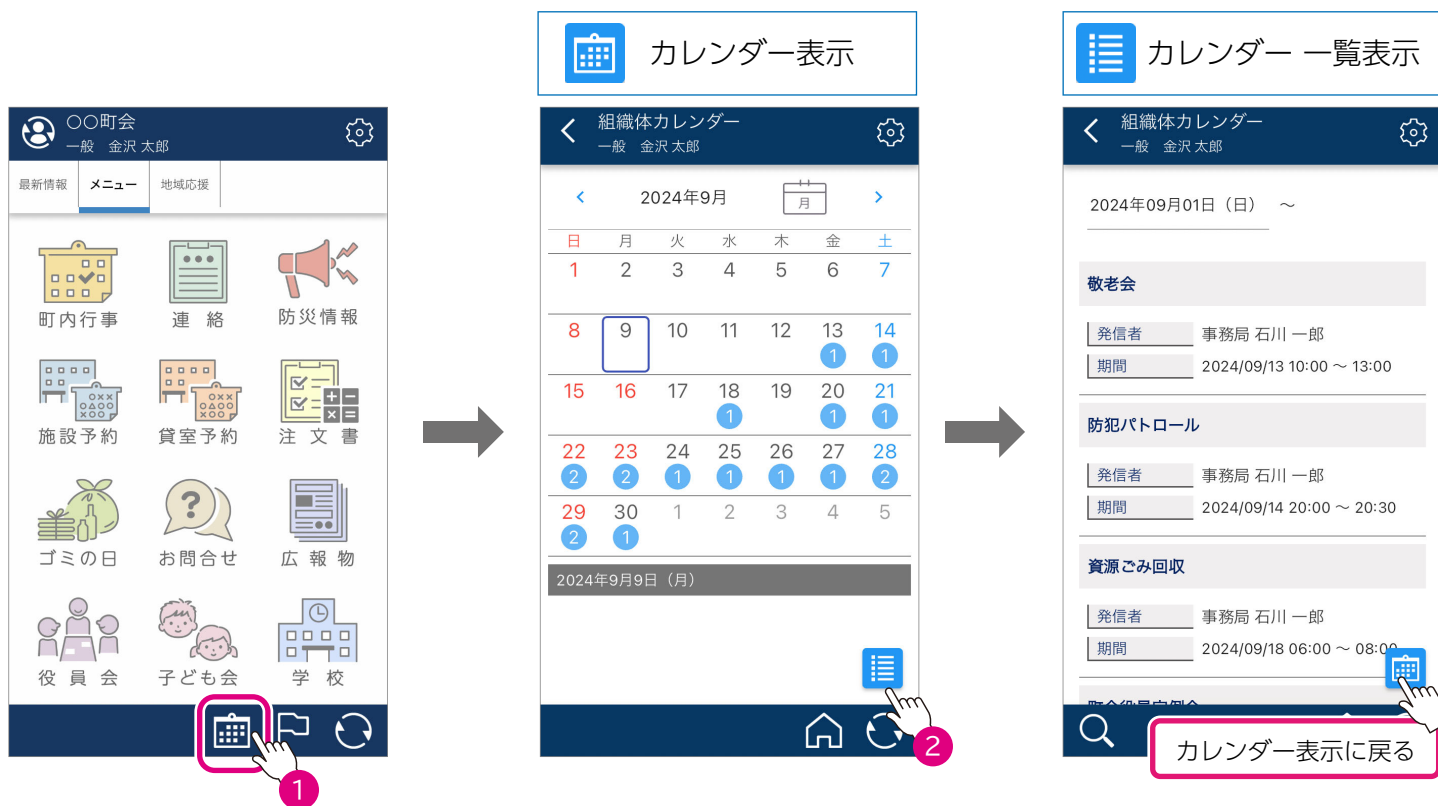 カレンダー表示
カレンダー 一覧表示
〇〇町会
一般 金沢 太郎
最新情報 メニュー 地域応援
町内行事 連 絡 防災情報
施設予約 貸室予約 注 文 書
ゴミの日 お問合せ 広 報 物
役 員 会 子ども会 学 校
1
組織体カレンダー
一般 金沢 太郎
2024年9月 月
日 月 火 水 木 金 土
1 2 3 4 5 6 7
8 9 10 11 12 13 14
1 1
15 16 17 18 19 20 21
1 1 1
22 23 24 25 26 27 28
2 2 1 1 1 1 2
29 30 1 2 3 4 5
2 1
2024年9月9日（月）
2
組織体カレンダー
一般 金沢 太郎
2024年09月01日（日） ～
敬老会
発信者 事務局 石川 一郎
期間 2024/09/13 10:00 ～ 13:00
防犯パトロール
発信者 事務局 石川 一郎
期間 2024/09/14 20:00 ～ 20:30
資源ごみ回収
発信者 事務局 石川 一郎
期間 2024/09/18 06:00 ～ 08:00
カレンダー表示に戻る